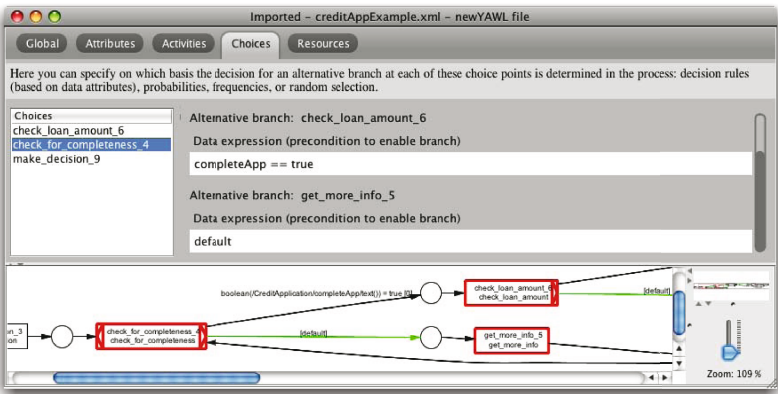 Imported – creditAppExample.xml – newYAWL file
Global Attributes Activities Choices Resources
Here you can specify on which basis the decision for an alternative branch at each of these choice points is determined in the process: decision rules
(based on data attributes), probabilities, frequencies, or random selection.
Choices
check_loan_amount_6
check_for_completeness_4
make_decision_9
Alternative branch: check_loan_amount_6
Data expression (precondition to enable branch)
completeApp == true
Alternative branch: get_more_info_5
Data expression (precondition to enable branch)
default
boolean(/CreditApplication/completeApp/text()) = true [0]
check_loan_amount_6
check_loan_amount
[default]
n_3
on
check_for_completeness_4
check_for_completeness
[default]
get_more_info_5
get_more_info
Zoom: 109 %